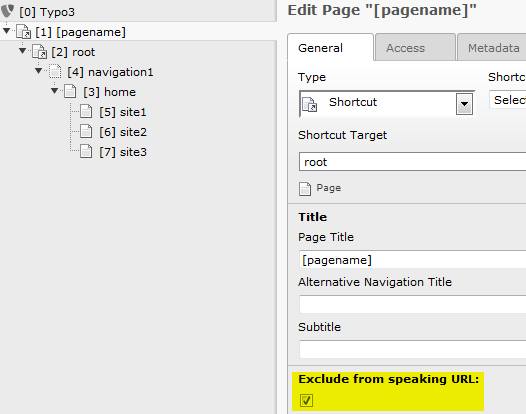 [0] Typo3
[1] [pagename]
[2] root
[4] navigation1
[3] home
[5] site1
[6] site2
[7] site3
Edit Page "[pagename]"
General Access Metadata
Type Shortc
Shortcut Selec
Shortcut Target
root
Page
Title
Page Title
[pagename]
Alternative Navigation Title
Subtitle
Exclude from speaking URL: